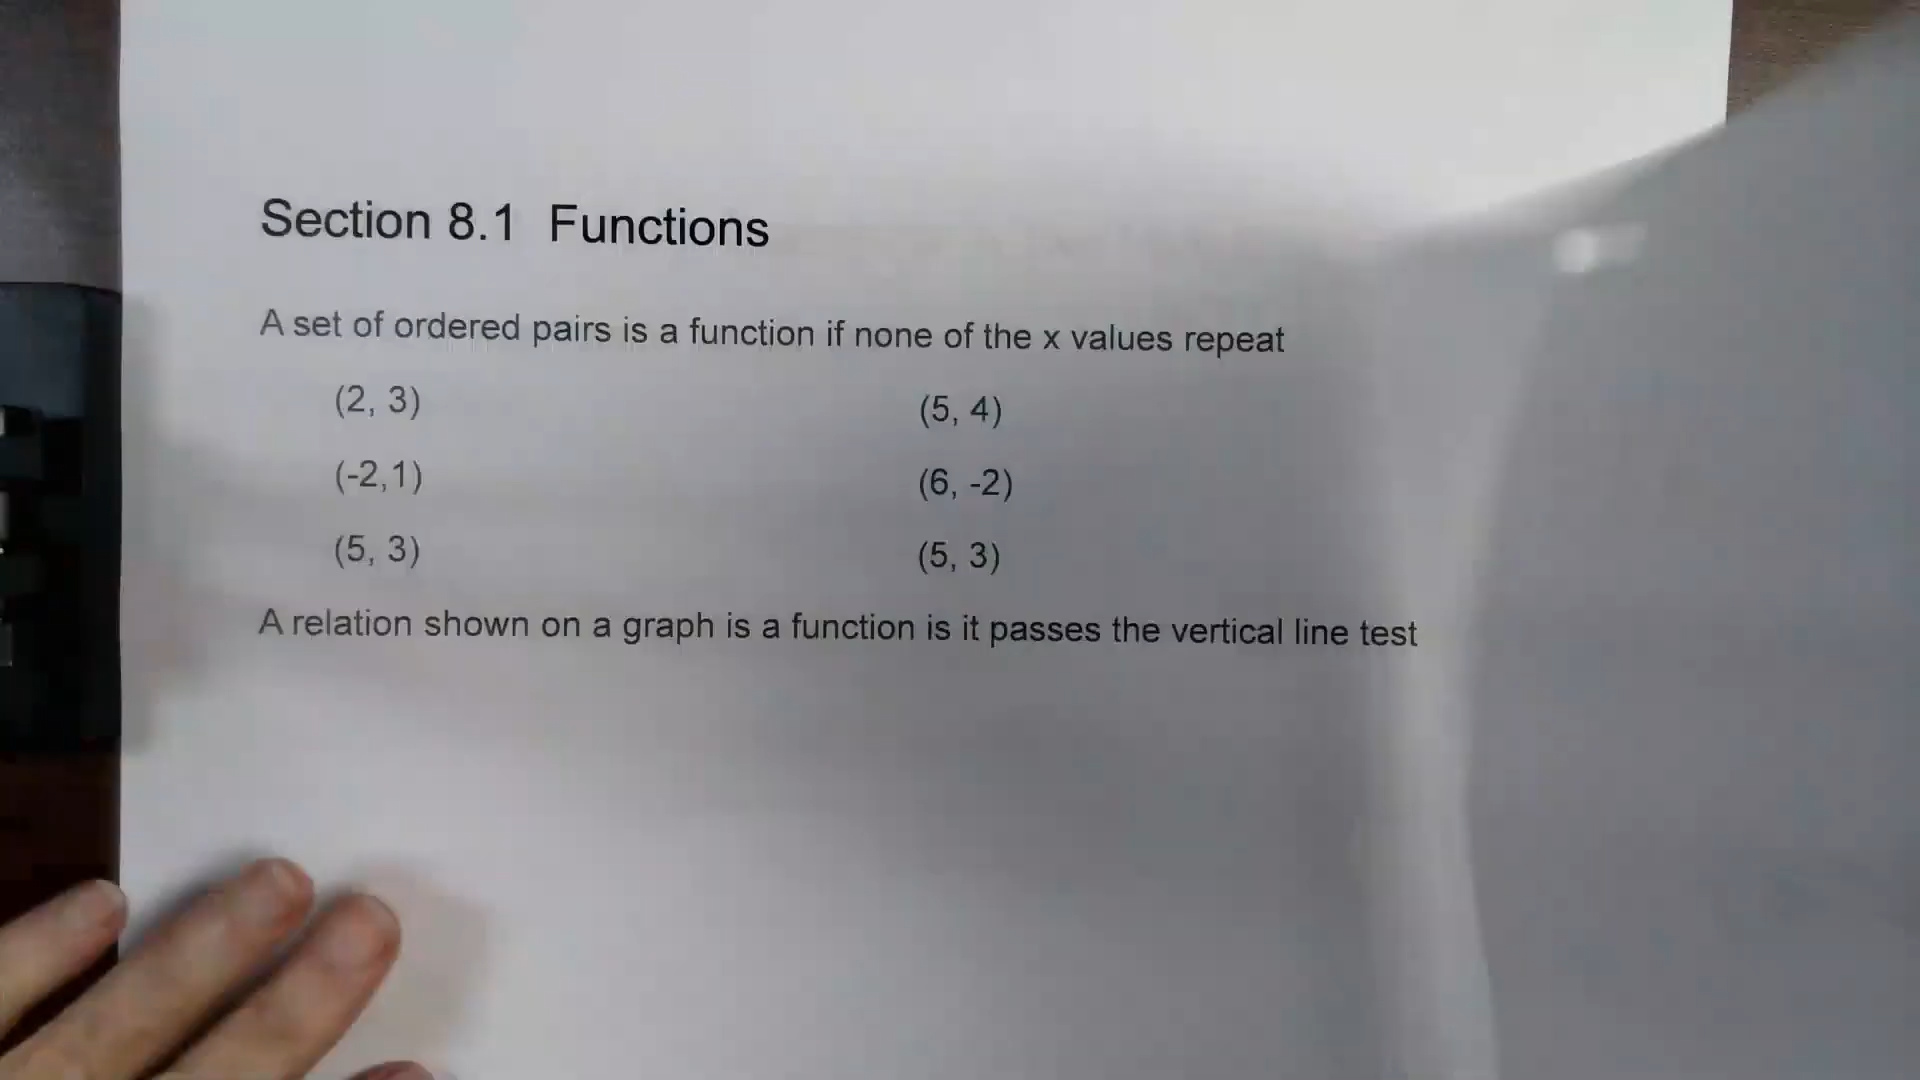 Section 8.1 Functions
A set of ordered pairs is a function if none of the x values repeat
(2, 3) (5, 4)
(-2,1) (6, -2)
(5, 3) (5, 3)
A relation shown on a graph is a function is it passes the vertical line test